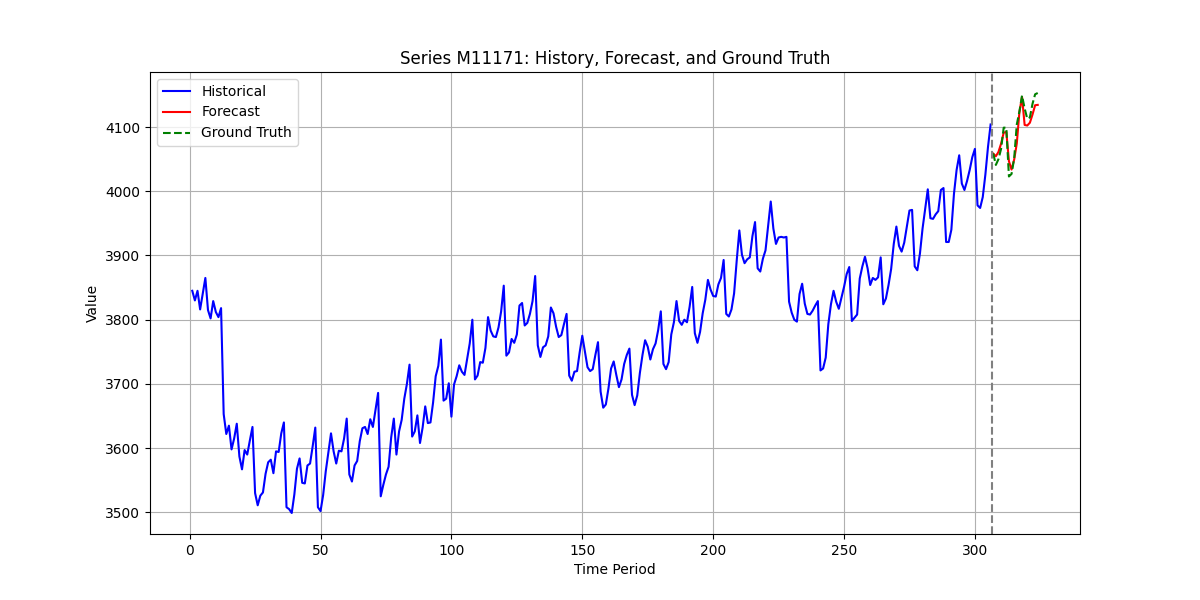 Series M11171: History, Forecast, and Ground Truth
Historical
Forecast
Ground Truth
4100
4000
3900
3800
3700
3600
3500
Value
0 50 100 150 200 250 300
Time Period